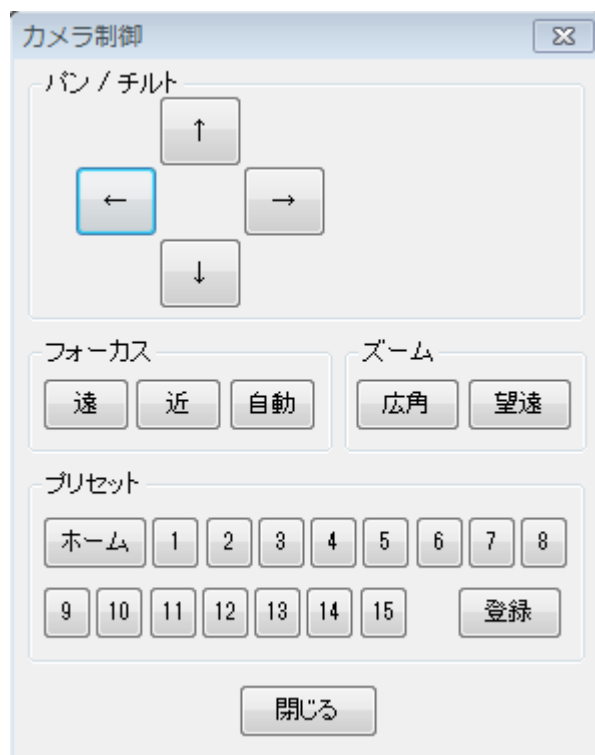 カメラ制御
パン / チルト
↑
← →
↓
フォーカス ズーム
遠 近 自動 広角 望遠
プリセット
ホーム 1 2 3 4 5 6 7 8
9 10 11 12 13 14 15 登録
閉じる